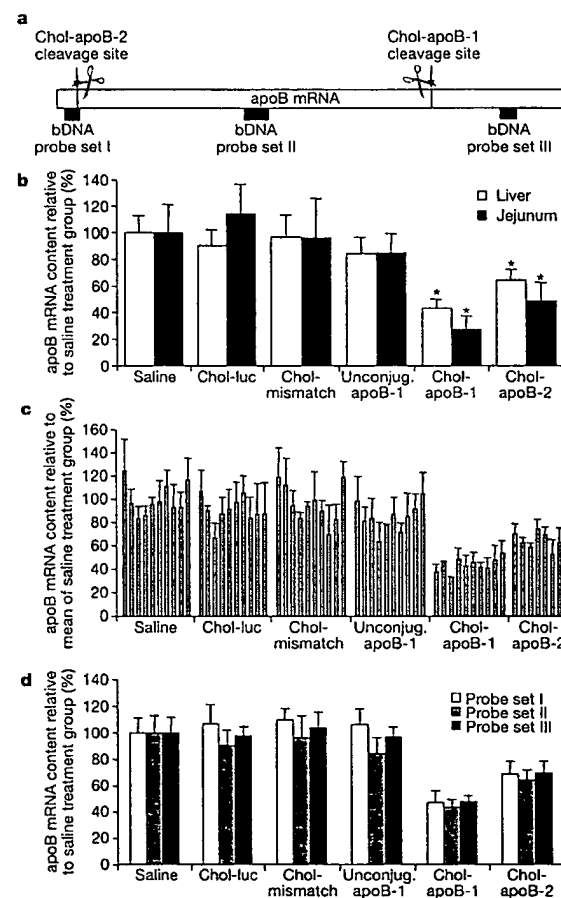 a
Chol-apoB-2
cleavage site
Chol-apoB-1
cleavage site
apoB mRNA
bDNA
probe set I
bDNA
probe set II
bDNA
probe set III
b
apoB mRNA content relative
to saline treatment group (%)
140
120
100
80
60
40
20
0
Liver
Jejunum
* * * *
Saline
Chol-luc
Chol-
mismatch
Unconjug.
apoB-1
Chol-
apoB-1
Chol-
apoB-2
c
apoB mRNA content relative to
mean of saline treatment group (%)
160
140
120
100
80
60
40
20
0
Saline
Chol-luc
Chol-
mismatch
Unconjug.
apoB-1
Chol-
apoB-1
Chol-
apoB-2
d
apoB mRNA content relative
to saline treatment group (%)
140
120
100
80
60
40
20
0
Probe set I
Probe set II
Probe set III
Saline
Chol-luc
Chol-
mismatch
Unconjug.
apoB-1
Chol-
apoB-1
Chol-
apoB-2